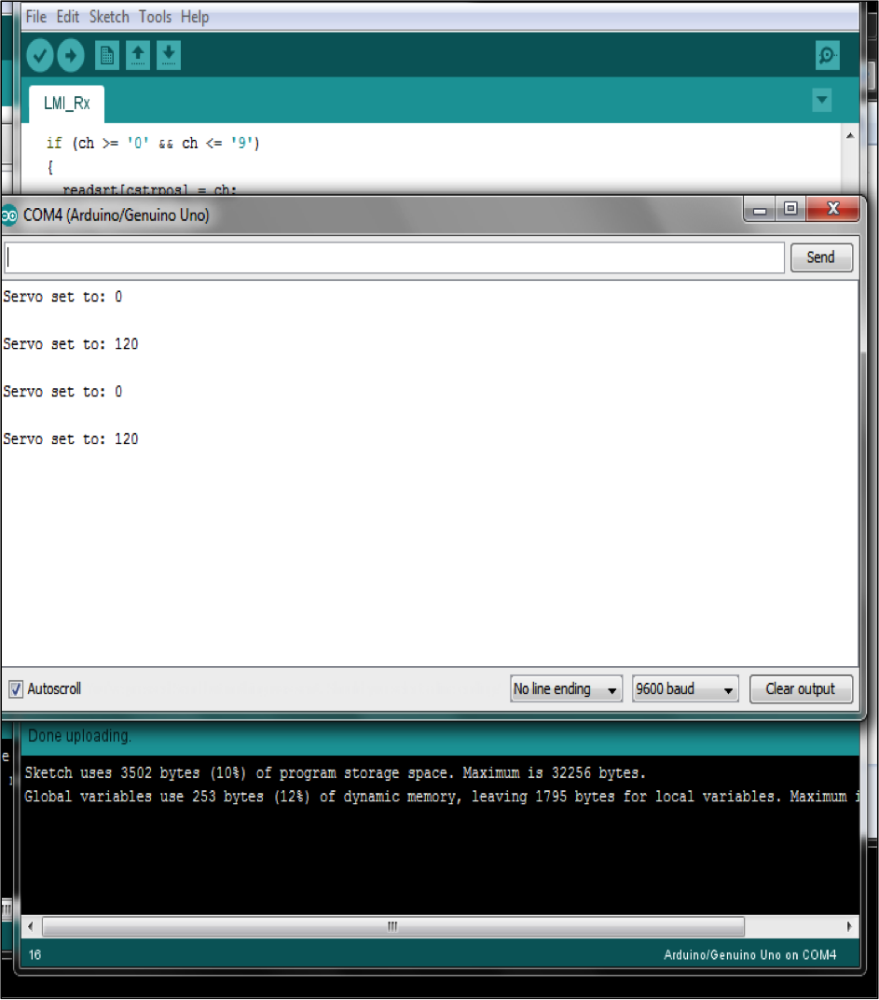 File Edit Sketch Tools Help
LMI_Rx
if (ch >= '0' && ch <= '9')
{
readsrt[cstrpos] = ch;
COM4 (Arduino/Genuino Uno)
Send
Servo set to: 0
Servo set to: 120
Servo set to: 0
Servo set to: 120
Autoscroll
No line ending
9600 baud
Clear output
Done uploading.
Sketch uses 3502 bytes (10%) of program storage space. Maximum is 32256 bytes.
Global variables use 253 bytes (12%) of dynamic memory, leaving 1795 bytes for local variables. Maximum
16
Arduino/Genuino Uno on COM4